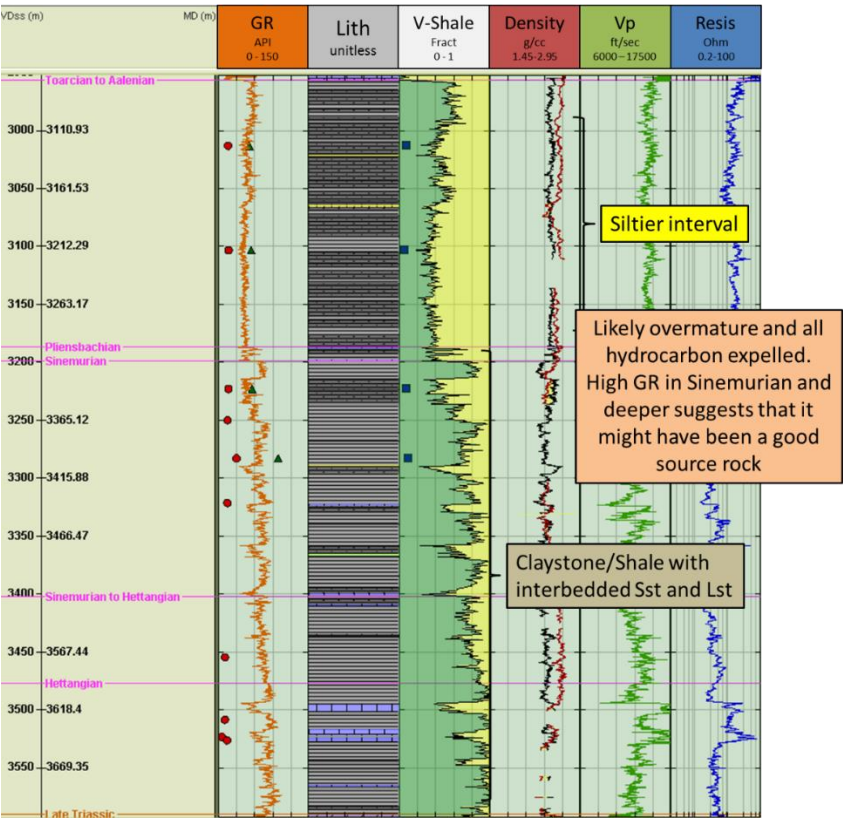 VDss (m) MD (m)
GR Lith V-Shale Density Vp Resis
API unitless Fract g/cc ft/sec Ohm
0 - 150 0 - 1 1.45-2.95 6000 – 17500 0.2-100
Toarcian to Aalenian
3000 3110.93
3050 3161.53
Siltier interval
3100 3212.29
3150 3263.17
Likely overmature and all
hydrocarbon expelled.
High GR in Sinemurian and
deeper suggests that it
might have been a good
source rock
Pliensbachian
3200
Sinemurian
3250 3365.12
3300 3415.88
3350 3466.47
Claystone/Shale with
interbedded Sst and Lst
3400
Sinemurian to Hettangian
3450 3567.44
Hettangian
3500 3618.4
3550 3669.35
Late Triassic